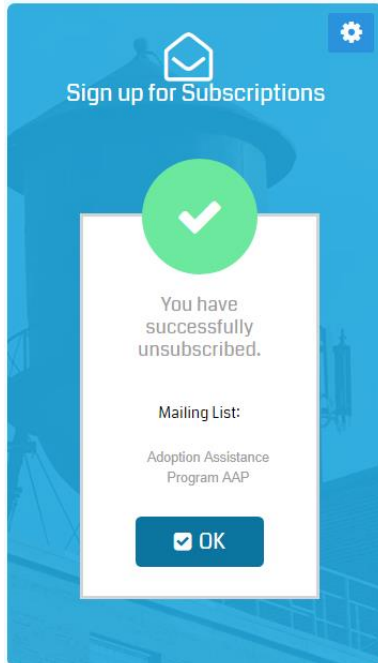 Sign up for Subscriptions
You have
successfully
unsubscribed.
Mailing List:
Adoption Assistance
Program AAP
OK